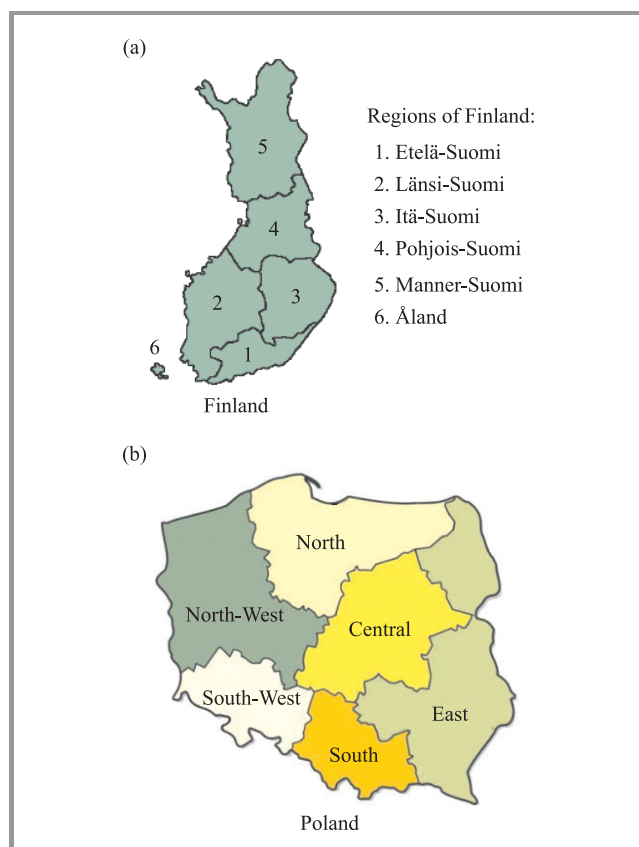 (a)
5
4
3
2
1
6
Finland
Regions of Finland:
1. Etelä-Suomi
2. Länsi-Suomi
3. Itä-Suomi
4. Pohjois-Suomi
5. Manner-Suomi
6. Åland
(b)
North
North-West
Central
South-West
East
South
Poland